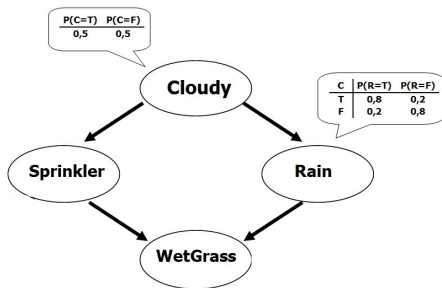 P(C=T) P(C=F)
0,5 0,5
Cloudy
C P(R=T) P(R=F)
T 0,8 0,2
F 0,2 0,8
Sprinkler
Rain
WetGrass